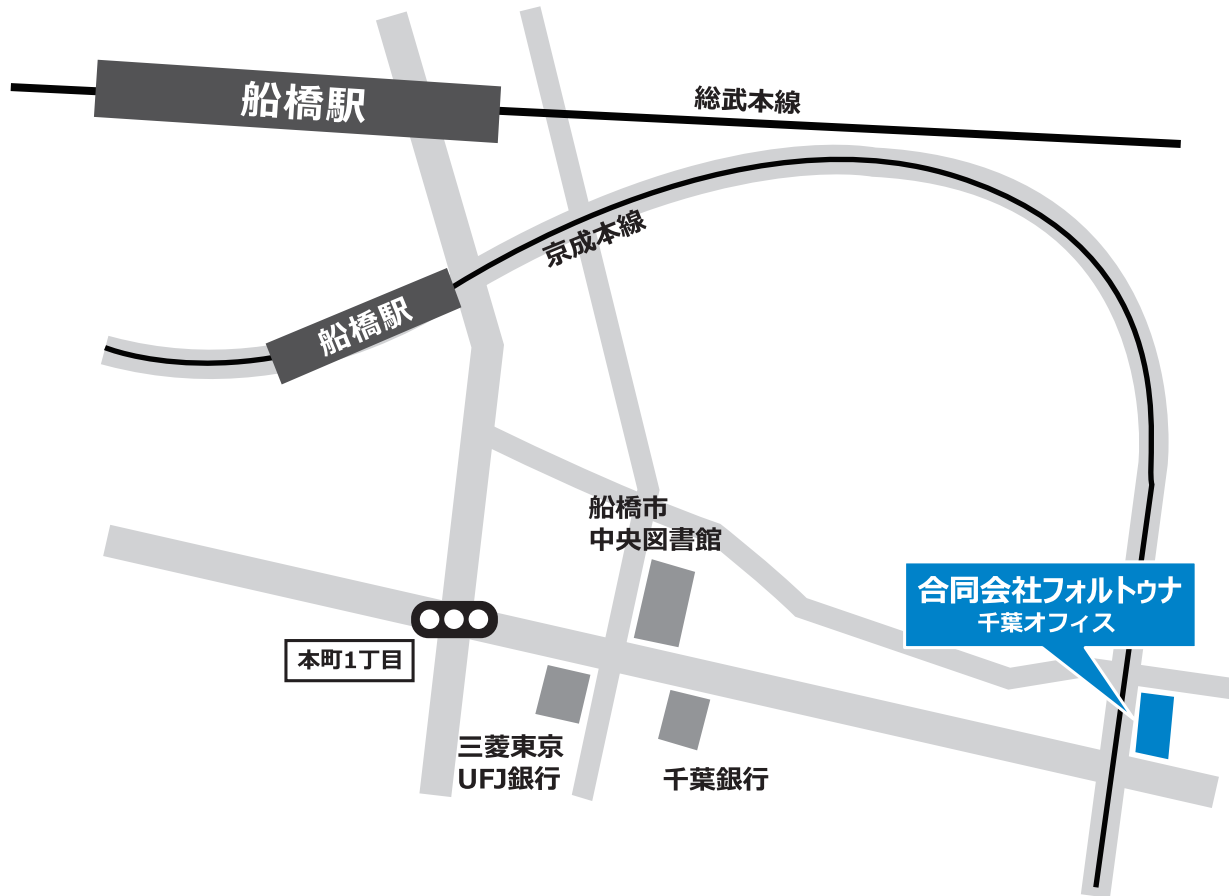 船橋駅
総武本線
京成本線
船橋駅
船橋市
中央図書館
合同会社フォルトゥナ
千葉オフィス
本町1丁目
三菱東京
UFJ銀行
千葉銀行